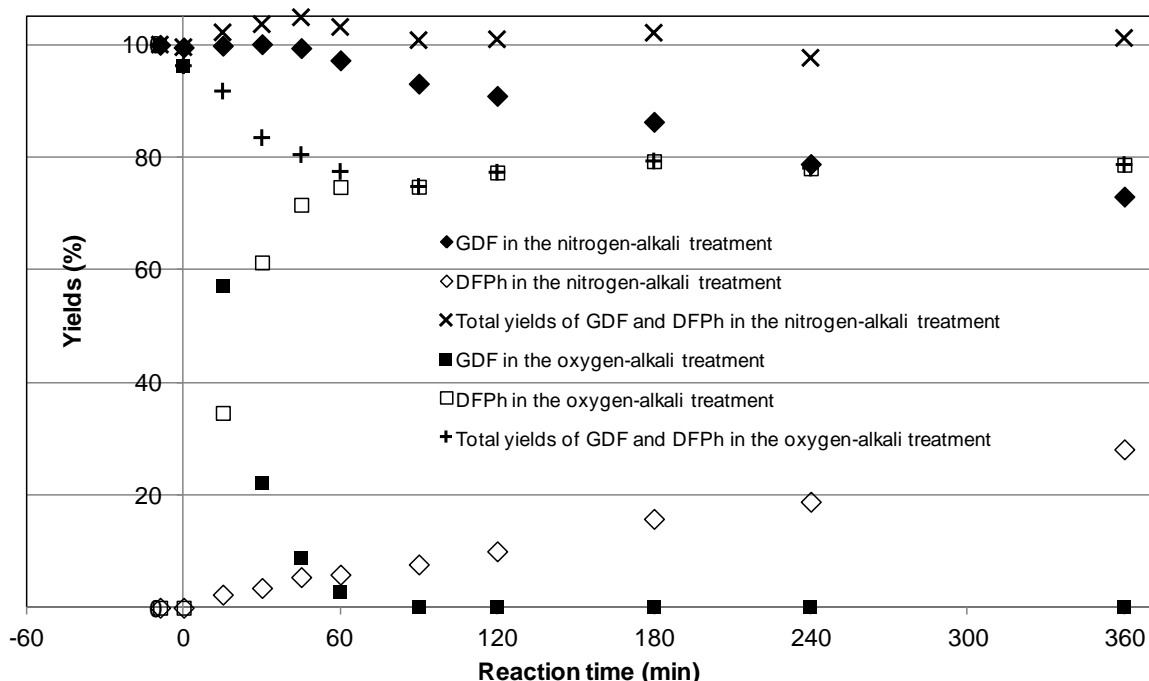 100
80
GDF in the nitrogen-alkali treatment
DFPh in the nitrogen-alkali treatment
60
Total yields of GDF and DFPh in the nitrogen-alkali treatment
GDF in the oxygen-alkali treatment
40
DFPh in the oxygen-alkali treatment
Total yields of GDF and DFPh in the oxygen-alkali treatment
20
0
Yields (%)
-60 0 60 120 180 240 300 360
Reaction time (min)